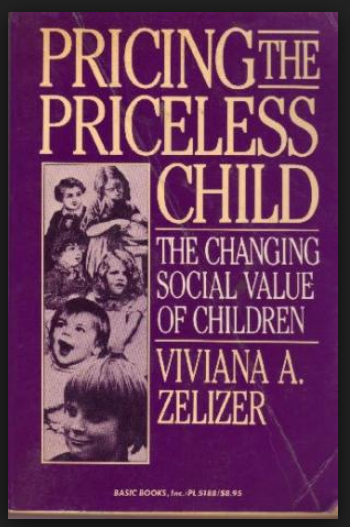 PRICING THE
PRICELESS
CHILD
THE CHANGING
SOCIAL VALUE
OF CHILDREN
VIVIANA A.
ZELIZER
BASIC BOOKS, Inc./PL 5188/$8.95